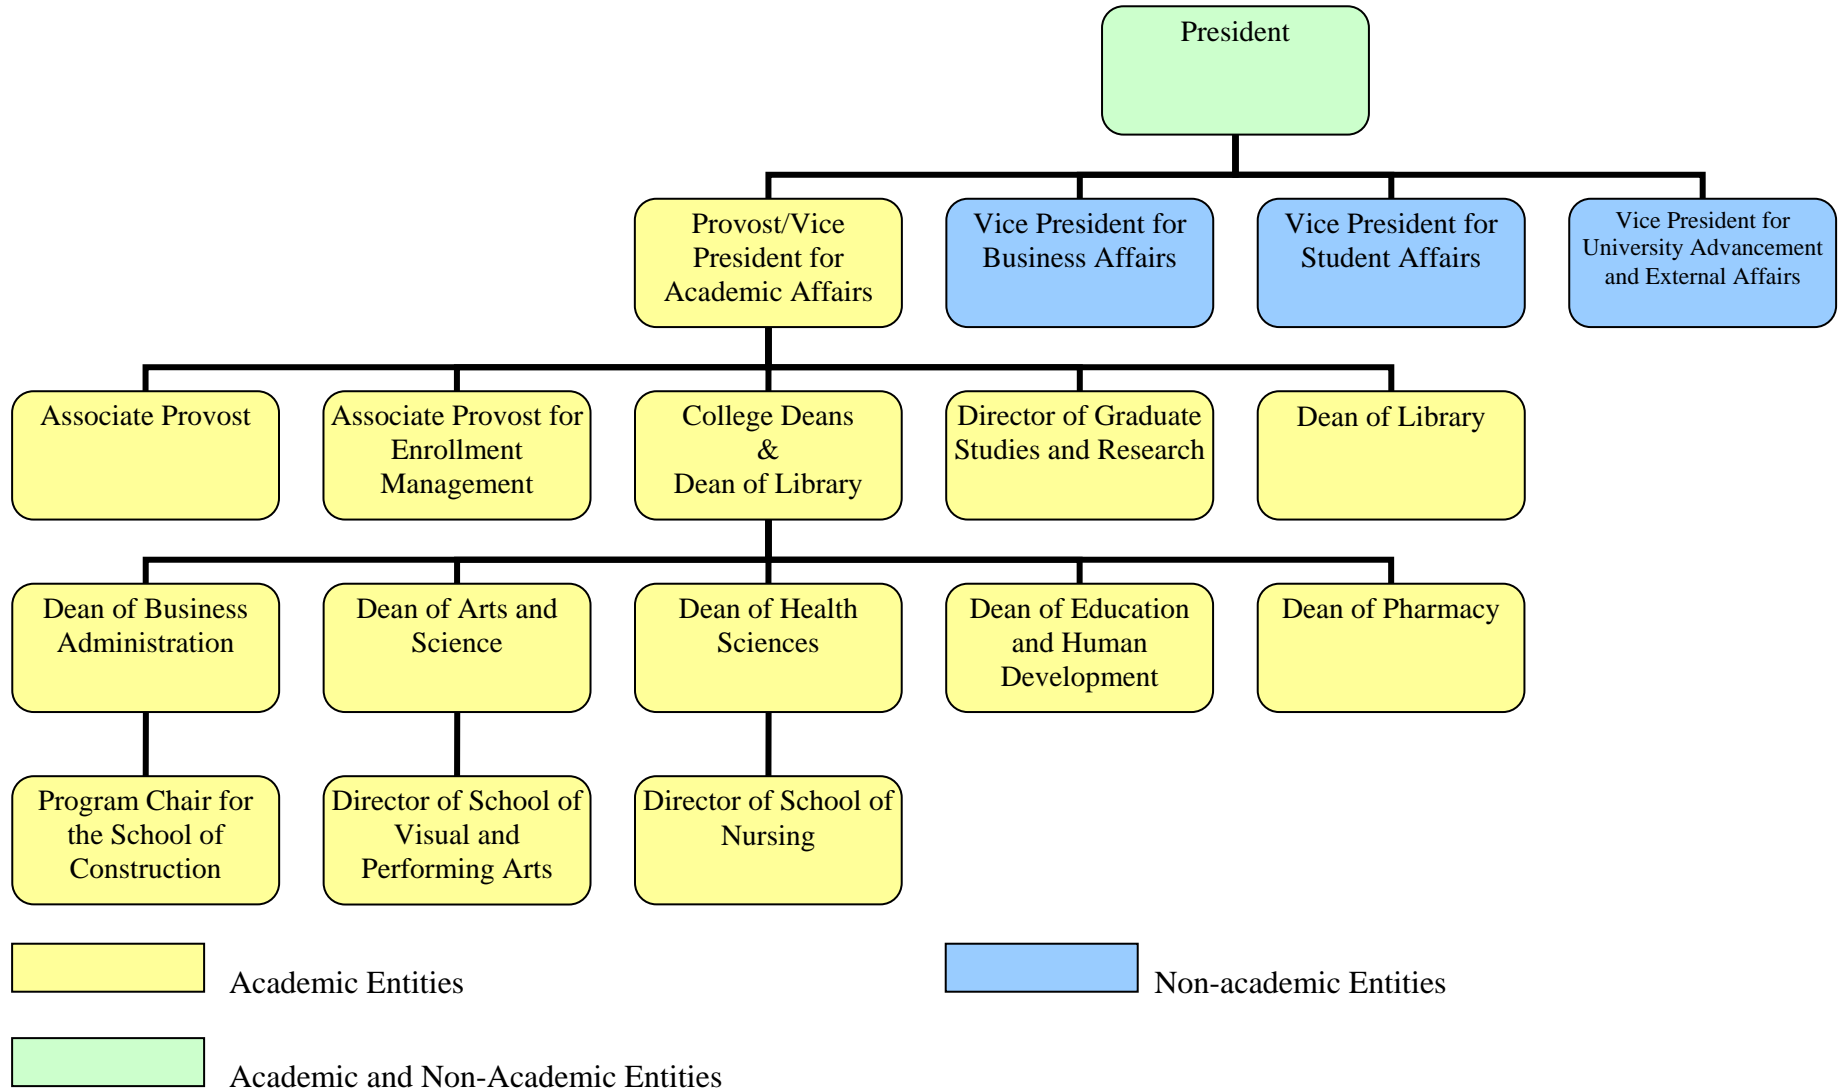 President
Provost/Vice
President for
Academic Affairs
Vice President for
Business Affairs
Vice President for
Student Affairs
Vice President for
University Advancement
and External Affairs
Associate Provost
Associate Provost for
Enrollment
Management
College Deans
&
Dean of Library
Director of Graduate
Studies and Research
Dean of Library
Dean of Business
Administration
Dean of Arts and
Science
Dean of Health
Sciences
Dean of Education
and Human
Development
Dean of Pharmacy
Program Chair for
the School of
Construction
Director of School of
Visual and
Performing Arts
Director of School of
Nursing
Academic Entities
Non-academic Entities
Academic and Non-Academic Entities